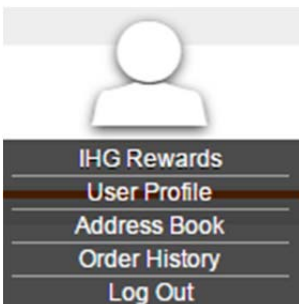 IHG Rewards
User Profile
Address Book
Order History
Log Out